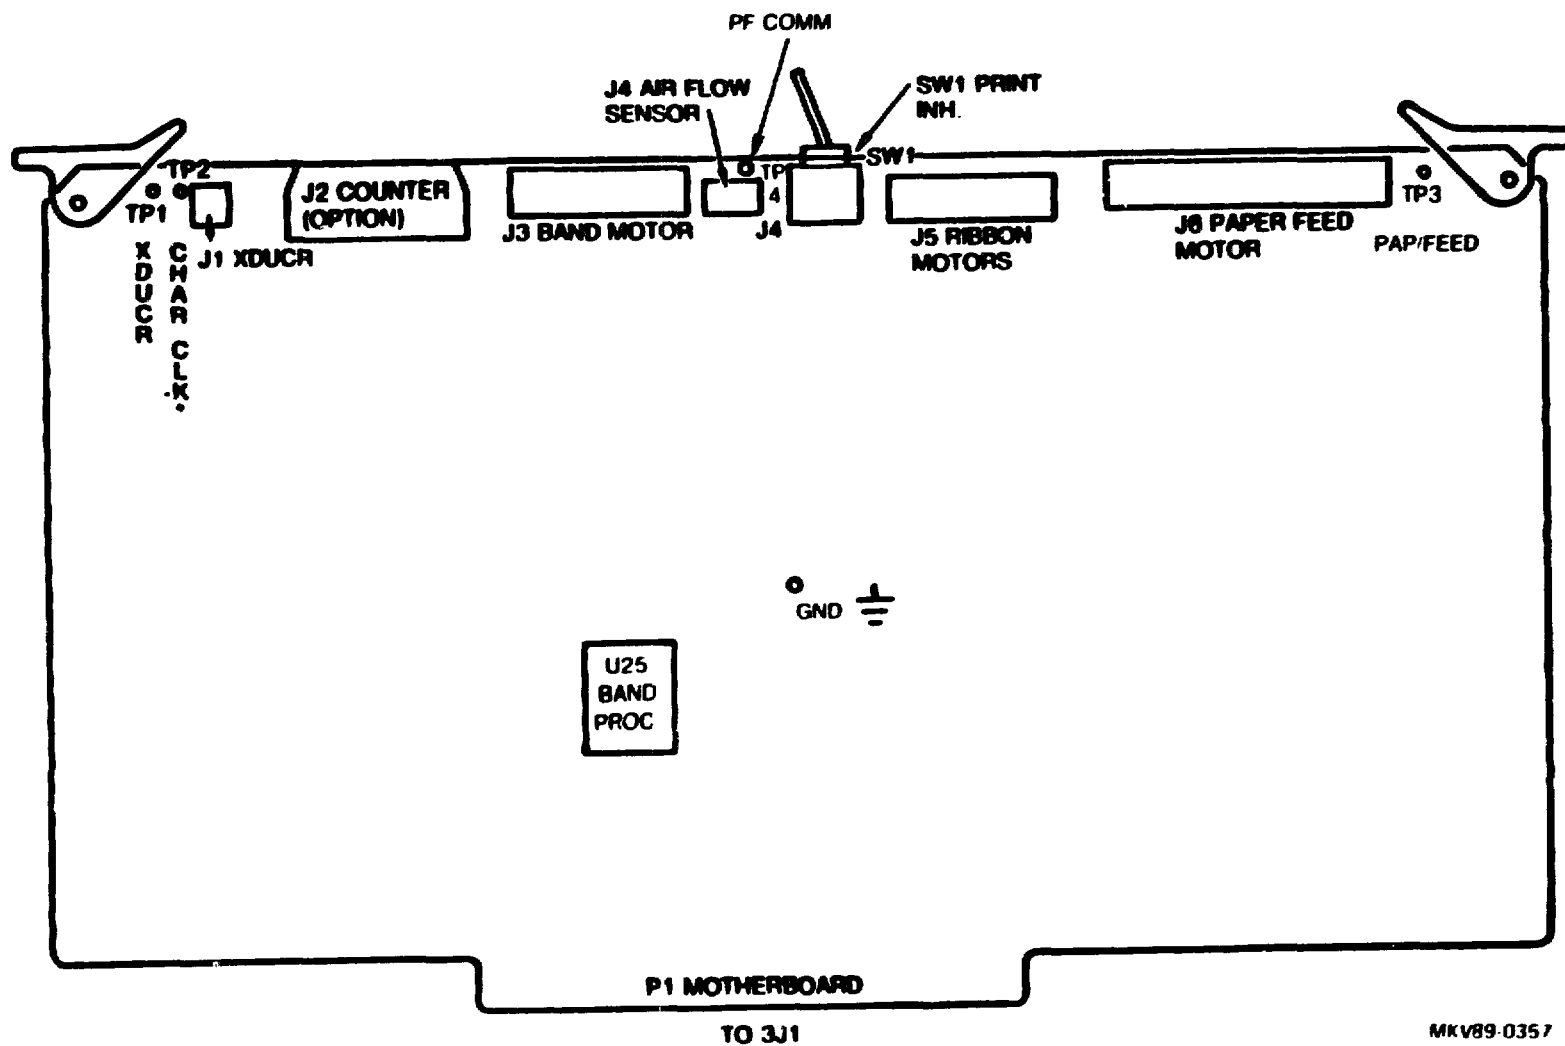 PF COMM
J4 AIR FLOW
SENSOR
SW1 PRINT
INH.
SW1
TP2
TP1
J2 COUNTER
(OPTION)
TP
4
TP3
J3 BAND MOTOR
J4
J5 RIBBON
MOTORS
J6 PAPER FEED
MOTOR
PAP/FEED
J1 XDUCR
XDUCR
CHAR CLK
GND
U25
BAND
PROC
P1 MOTHERBOARD
TO 3J1
MKV89-0357